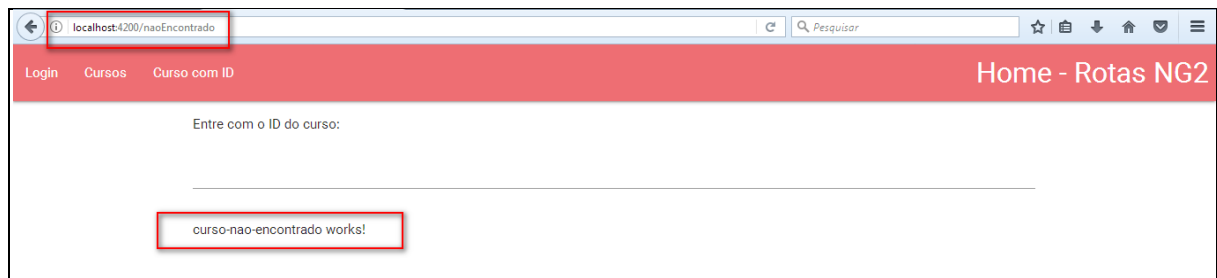 localhost:4200/naoEncontrado
Pesquisar
Login Cursos Curso com ID Home - Rotas NG2
Entre com o ID do curso:
curso-nao-encontrado works!